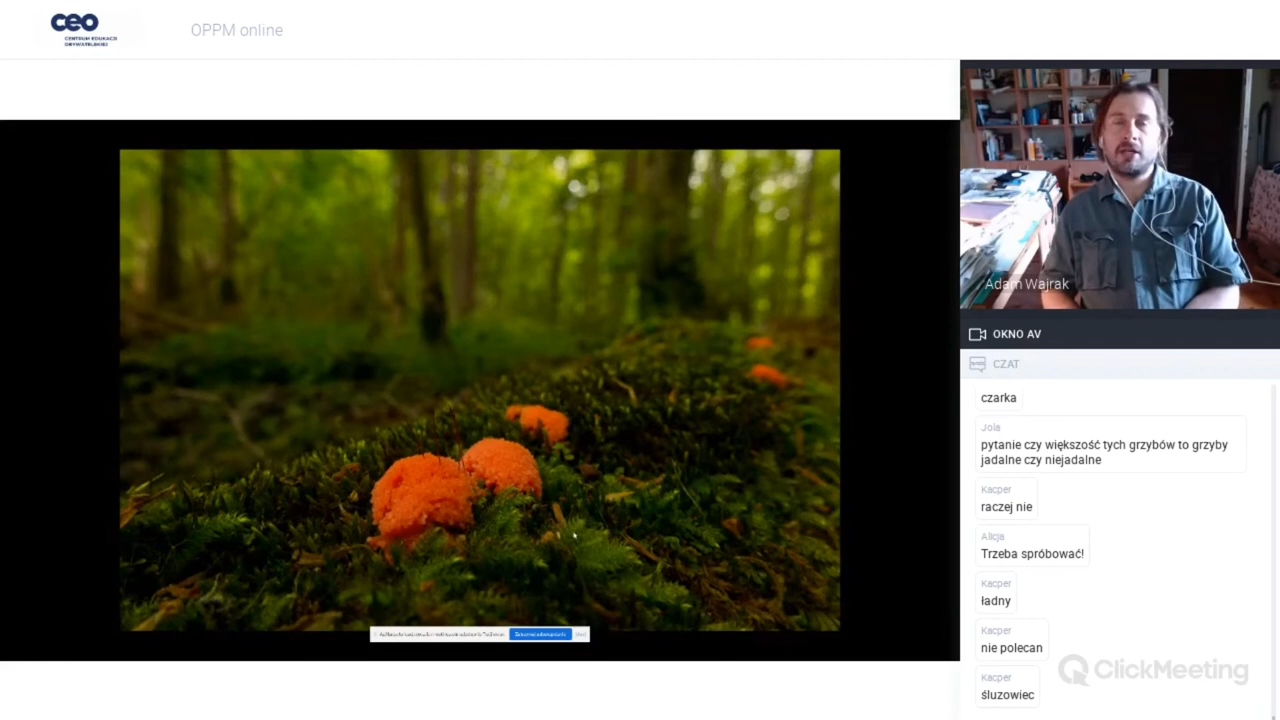 ceo
CENTRUM EDUKACJI
OBYWATELSKIEJ
OPPM online
Adam Wajrak
OKNO AV
CZAT
czarka
Jola
pytanie czy większość tych grzybów to grzyby
jadalne czy niejadalne
Kacper
raczej nie
Alicja
Trzeba spróbować!
Kacper
ładny
Kacper
nie polecan
Kacper
śluzowiec
ClickMeeting